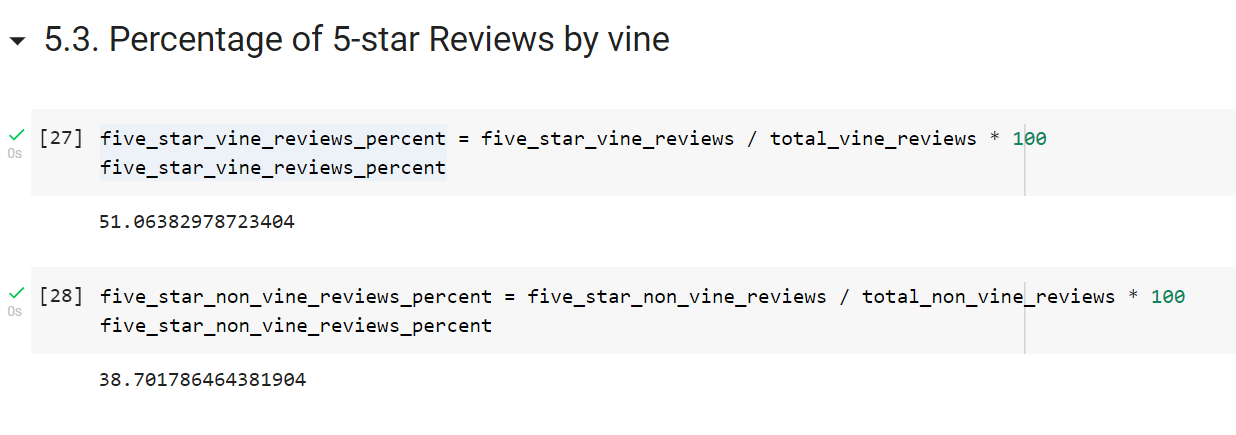 5.3. Percentage of 5-star Reviews by vine
[27] five_star_vine_reviews_percent = five_star_vine_reviews / total_vine_reviews * 100
0s five_star_vine_reviews_percent
51.06382978723404
[28] five_star_non_vine_reviews_percent = five_star_non_vine_reviews / total_non_vine_reviews * 100
0s five_star_non_vine_reviews_percent
38.701786464381904